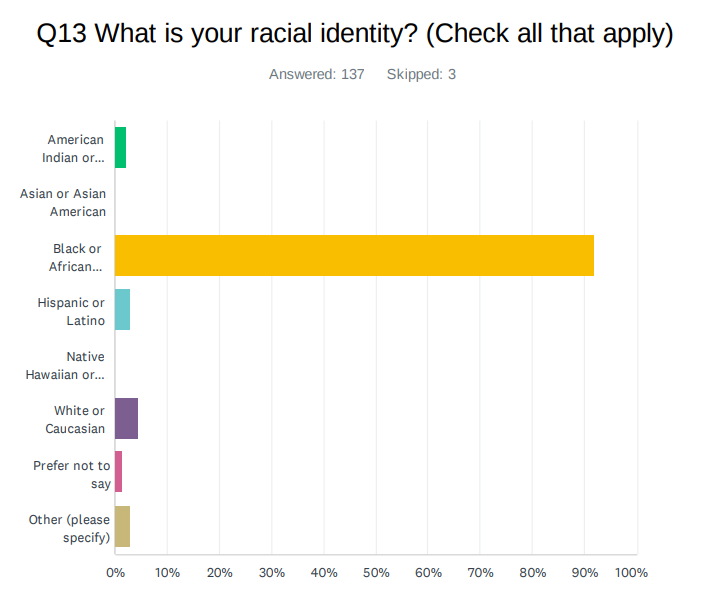 Q13 What is your racial identity? (Check all that apply)
Answered: 137 Skipped: 3
American
Indian or...
Asian or Asian
American
Black or
African...
Hispanic or
Latino
Native
Hawaiian or...
White or
Caucasian
Prefer not to
say
Other (please
specify)
0% 10% 20% 30% 40% 50% 60% 70% 80% 90% 100%